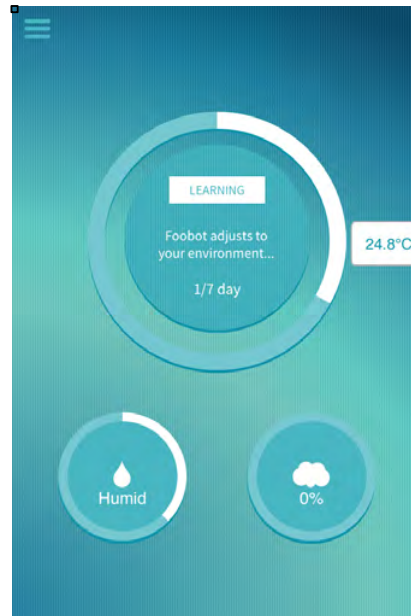 LEARNING
Foobot adjusts to
your environment...
1/7 day
24.8°C
Humid
0%